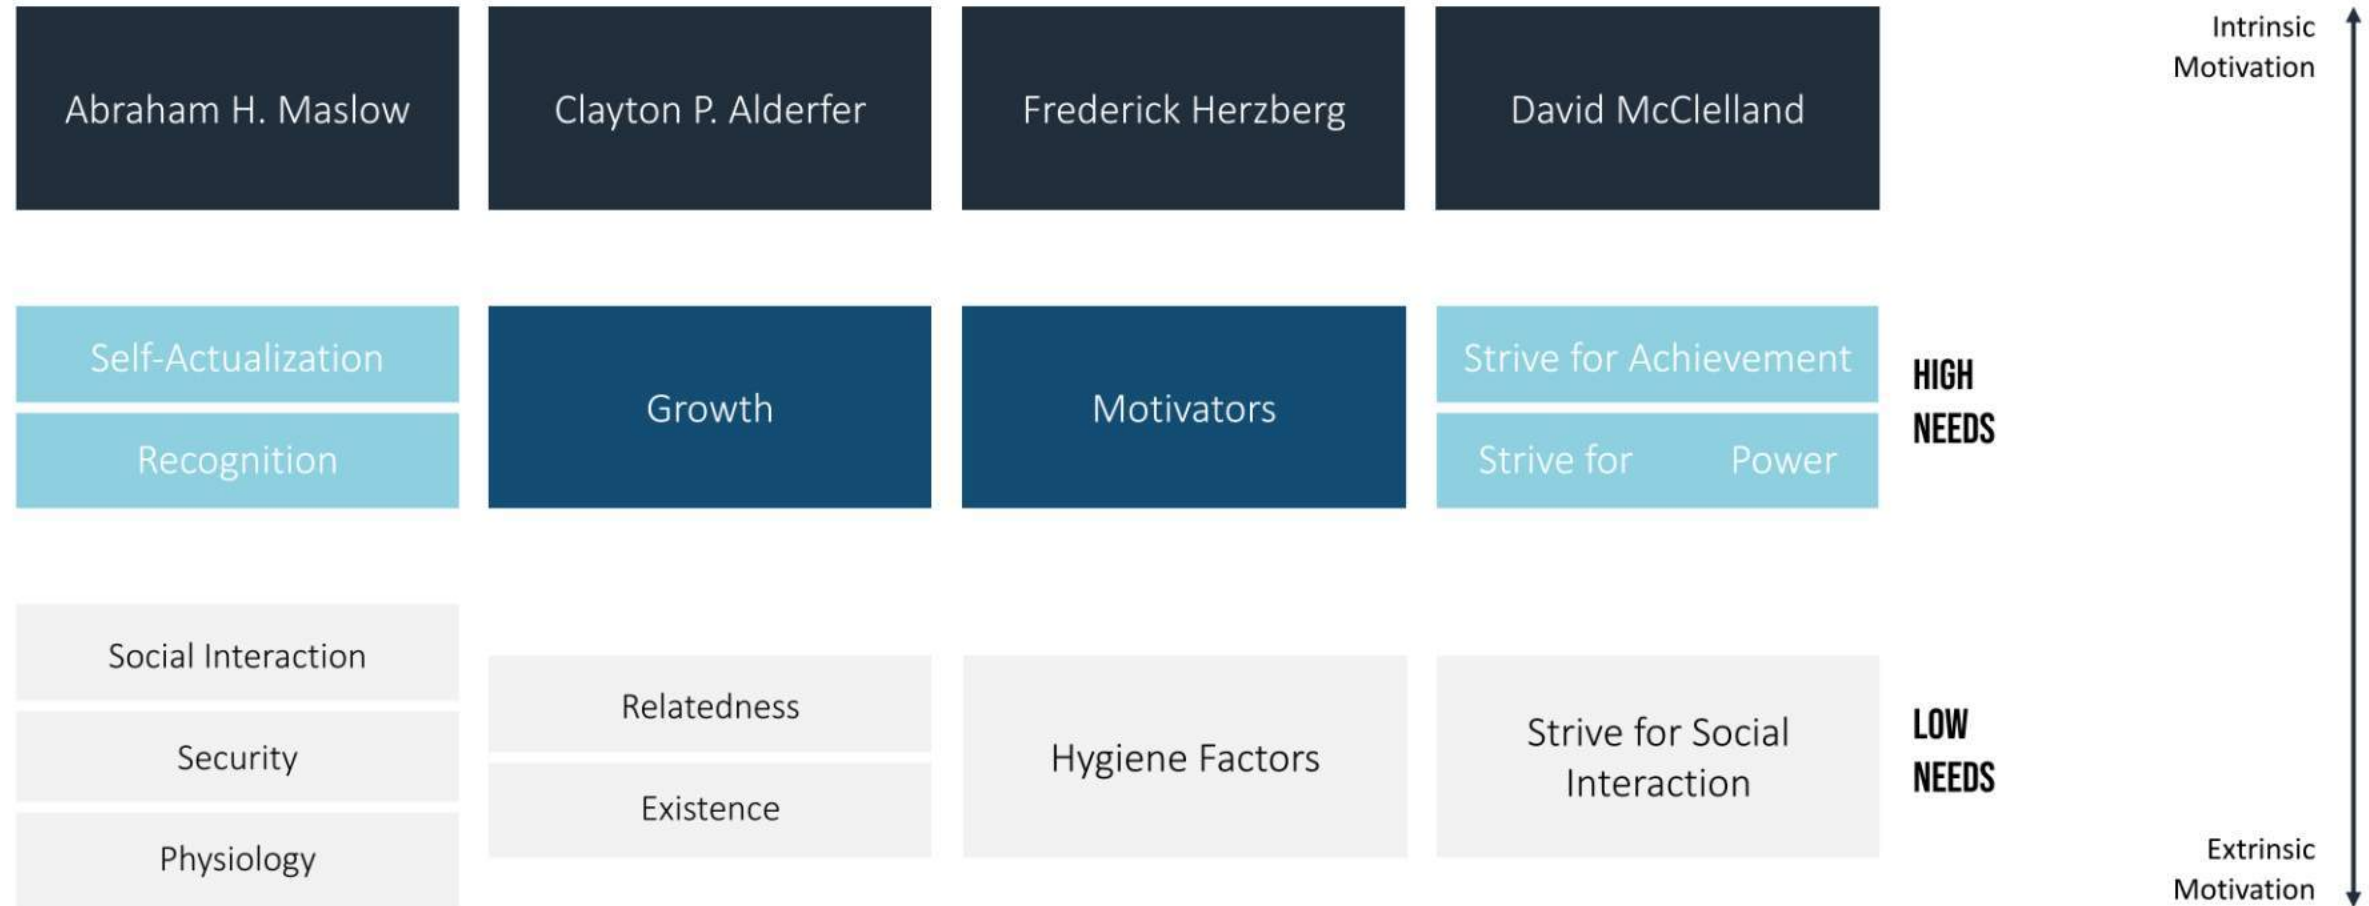 Abraham H. Maslow
Clayton P. Alderfer
Frederick Herzberg
David McClelland
Intrinsic
Motivation
Self-Actualization
Recognition
Growth
Motivators
Strive for Achievement
Strive for Power
HIGH
NEEDS
Social Interaction
Security
Physiology
Relatedness
Existence
Hygiene Factors
Strive for Social
Interaction
LOW
NEEDS
Extrinsic
Motivation